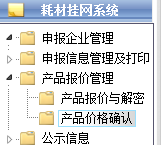 耗材挂网系统
申报企业管理
申报信息管理及打印
产品报价管理
产品报价与解密
产品价格确认
公示信息